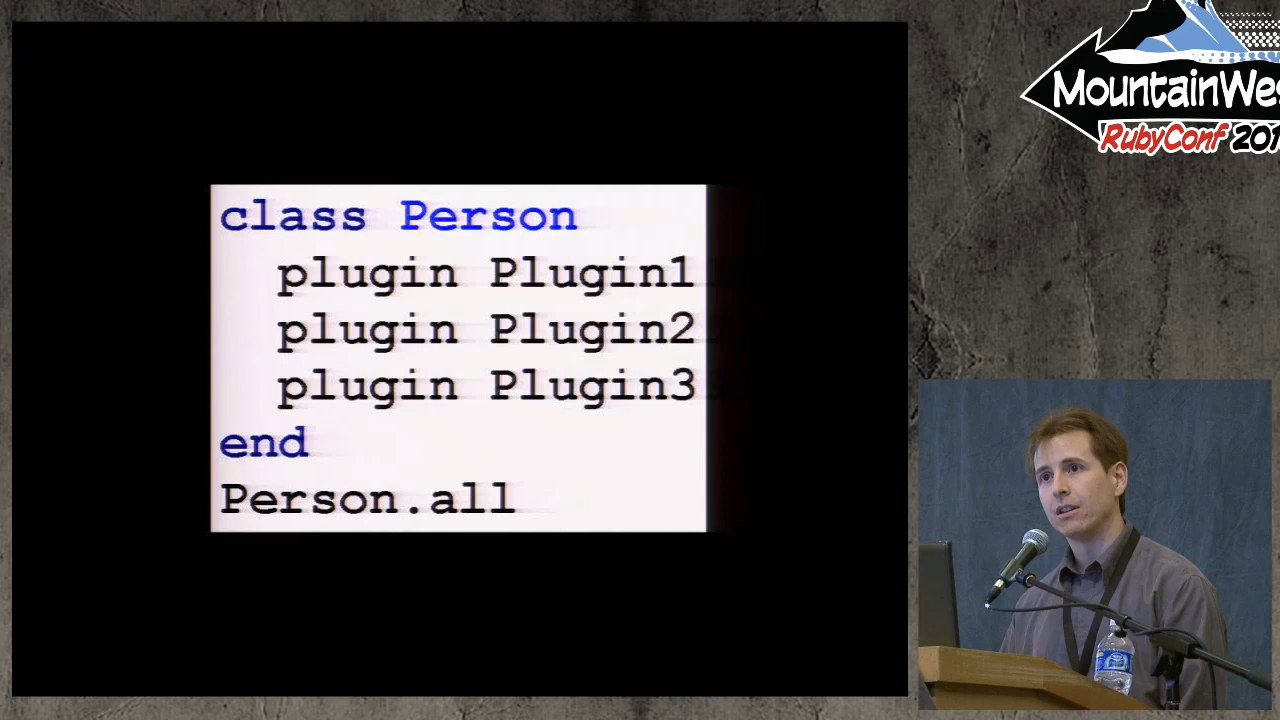 class Person
  plugin Plugin1
  plugin Plugin2
  plugin Plugin3
end
Person.all
MountainWes
RubyConf 201